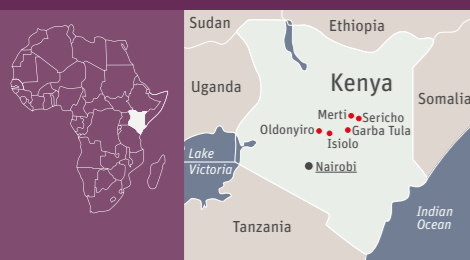 Sudan
Ethiopia
Uganda
Kenya
Somalia
Merti
Sericho
Oldonyiro
Garba Tula
Isiolo
Lake
Victoria
Nairobi
Indian
Ocean
Tanzania